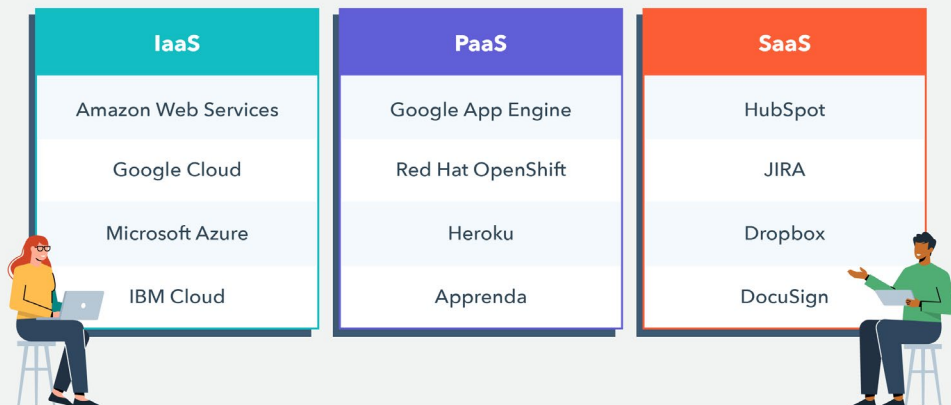 IaaS
Amazon Web Services
Google Cloud
Microsoft Azure
IBM Cloud
PaaS
Google App Engine
Red Hat OpenShift
Heroku
Apprenda
SaaS
HubSpot
JIRA
Dropbox
DocuSign